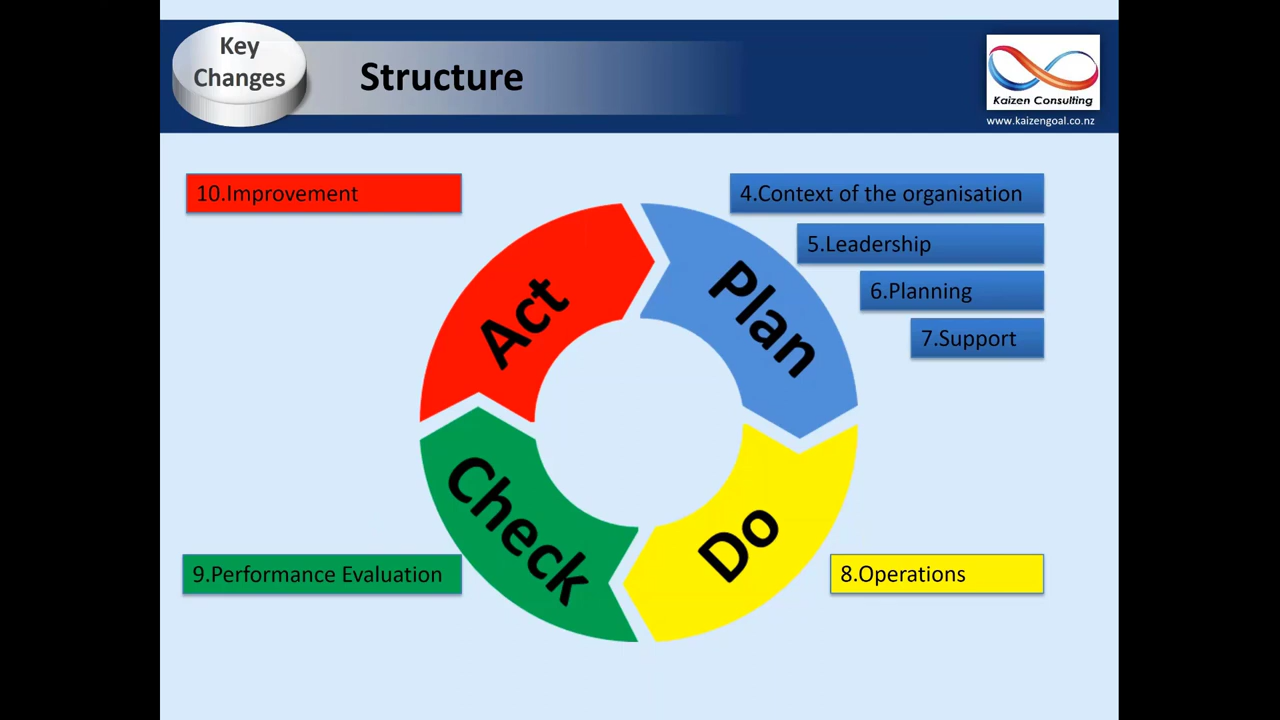 Key
Changes
Structure
Kaizen Consulting
www.kaizengoal.co.nz
10.Improvement
4.Context of the organisation
5.Leadership
6.Planning
7.Support
Act
Plan
Check
Do
9.Performance Evaluation
8.Operations